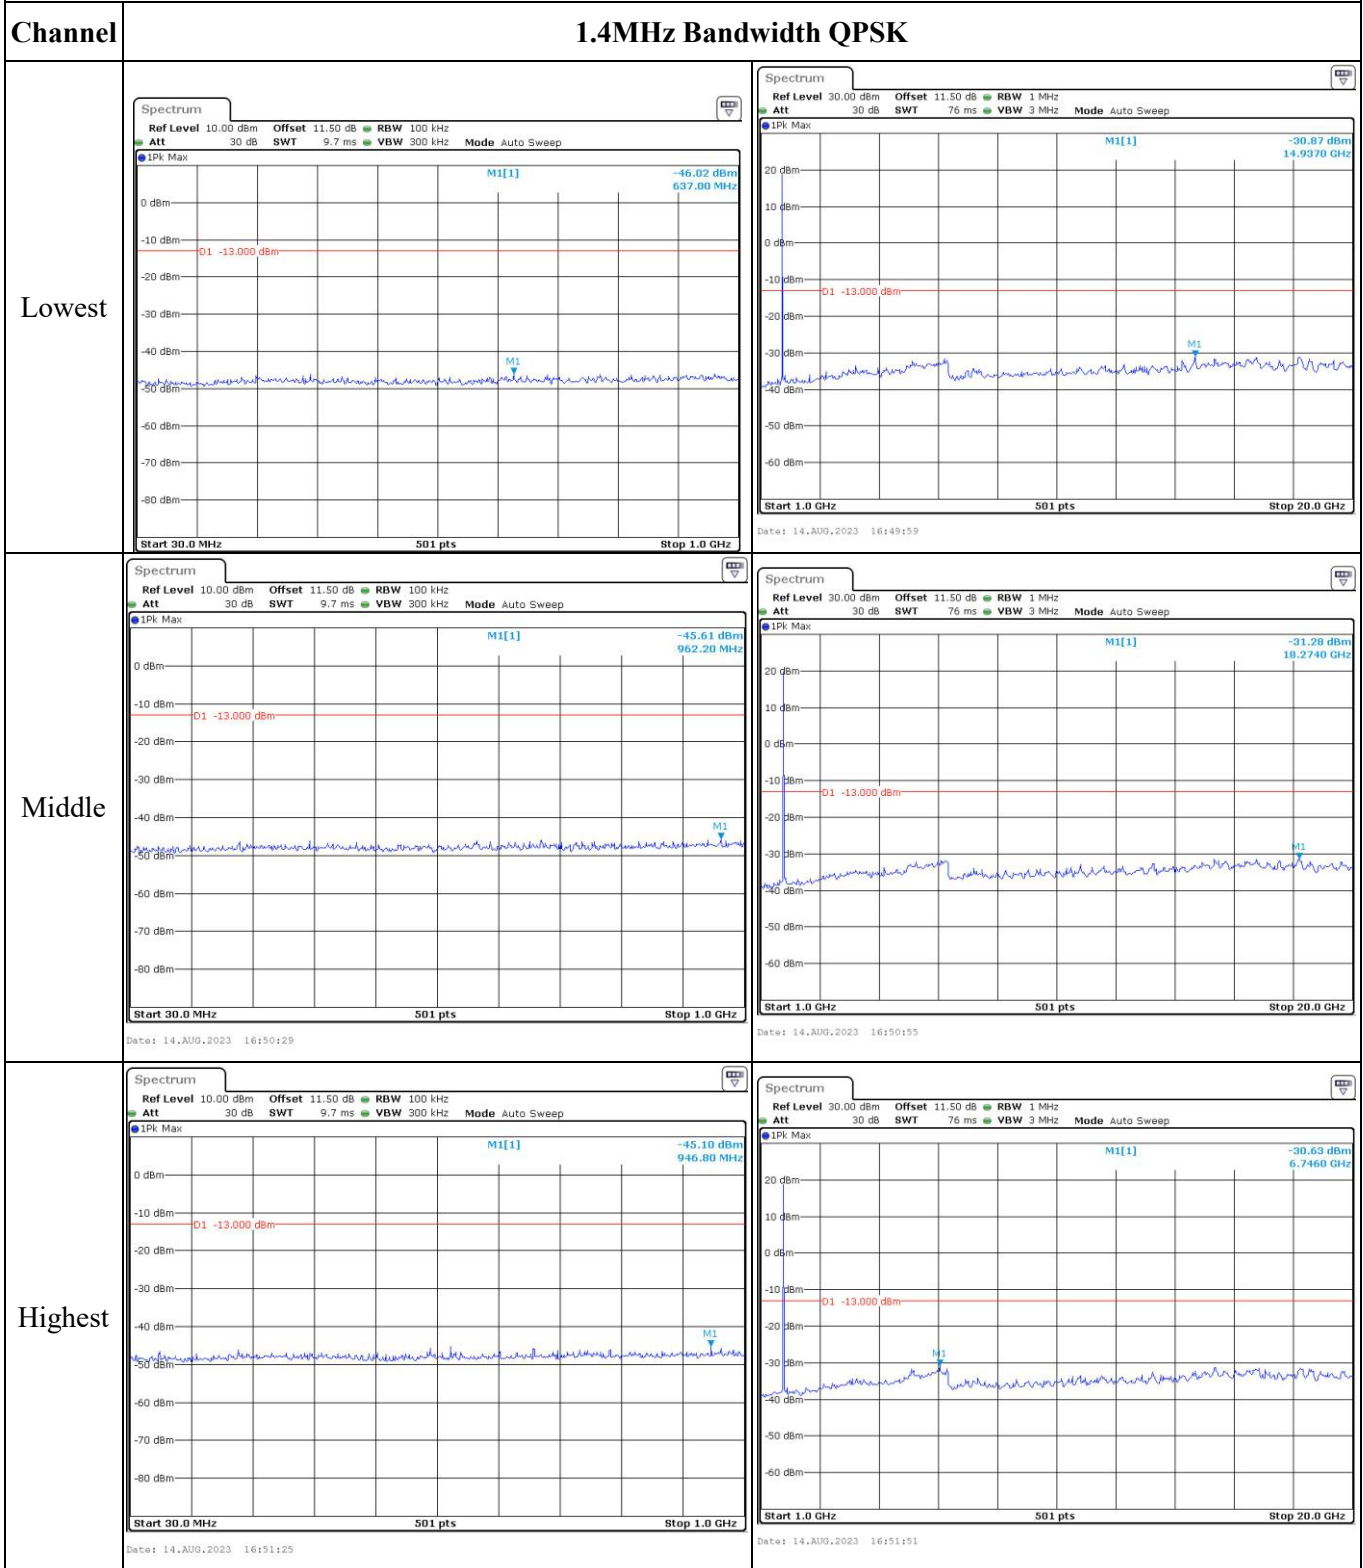 Channel 1.4MHz Bandwidth QPSK
Lowest
Spectrum
Ref Level 10.00 dBm Offset 11.50 dB RBW 100 kHz
Att 30 dB SWT 9.7 ms VBW 300 kHz Mode Auto Sweep
1Pk Max
M1[1] -46.02 dBm
637.00 MHz
0 dBm
-10 dBm
D1 -13.000 dBm
-20 dBm
-30 dBm
-40 dBm
M1
-50 dBm
-60 dBm
-70 dBm
-80 dBm
Start 30.0 MHz 501 pts Stop 1.0 GHz
Spectrum
Ref Level 30.00 dBm Offset 11.50 dB RBW 1 MHz
Att 30 dB SWT 76 ms VBW 3 MHz Mode Auto Sweep
1Pk Max
M1[1] -30.87 dBm
14.9370 GHz
20 dBm
10 dBm
0 dBm
-10 dBm
D1 -13.000 dBm
-20 dBm
M1
-30 dBm
-40 dBm
-50 dBm
-60 dBm
Start 1.0 GHz 501 pts Stop 20.0 GHz
Date: 14.AUG.2023 16:49:59
Middle
Spectrum
Ref Level 10.00 dBm Offset 11.50 dB RBW 100 kHz
Att 30 dB SWT 9.7 ms VBW 300 kHz Mode Auto Sweep
1Pk Max
M1[1] -45.61 dBm
962.20 MHz
0 dBm
-10 dBm
D1 -13.000 dBm
-20 dBm
-30 dBm
-40 dBm
M1
-50 dBm
-60 dBm
-70 dBm
-80 dBm
Start 30.0 MHz 501 pts Stop 1.0 GHz
Date: 14.AUG.2023 16:50:29
Spectrum
Ref Level 30.00 dBm Offset 11.50 dB RBW 1 MHz
Att 30 dB SWT 76 ms VBW 3 MHz Mode Auto Sweep
1Pk Max
M1[1] -31.28 dBm
18.2740 GHz
20 dBm
10 dBm
0 dBm
-10 dBm
D1 -13.000 dBm
-20 dBm
M1
-30 dBm
-40 dBm
-50 dBm
-60 dBm
Start 1.0 GHz 501 pts Stop 20.0 GHz
Date: 14.AUG.2023 16:50:55
Highest
Spectrum
Ref Level 10.00 dBm Offset 11.50 dB RBW 100 kHz
Att 30 dB SWT 9.7 ms VBW 300 kHz Mode Auto Sweep
1Pk Max
M1[1] -45.10 dBm
946.80 MHz
0 dBm
-10 dBm
D1 -13.000 dBm
-20 dBm
-30 dBm
-40 dBm
M1
-50 dBm
-60 dBm
-70 dBm
-80 dBm
Start 30.0 MHz 501 pts Stop 1.0 GHz
Date: 14.AUG.2023 16:51:25
Spectrum
Ref Level 30.00 dBm Offset 11.50 dB RBW 1 MHz
Att 30 dB SWT 76 ms VBW 3 MHz Mode Auto Sweep
1Pk Max
M1[1] -30.63 dBm
6.7460 GHz
20 dBm
10 dBm
0 dBm
-10 dBm
D1 -13.000 dBm
-20 dBm
M1
-30 dBm
-40 dBm
-50 dBm
-60 dBm
Start 1.0 GHz 501 pts Stop 20.0 GHz
Date: 14.AUG.2023 16:51:51